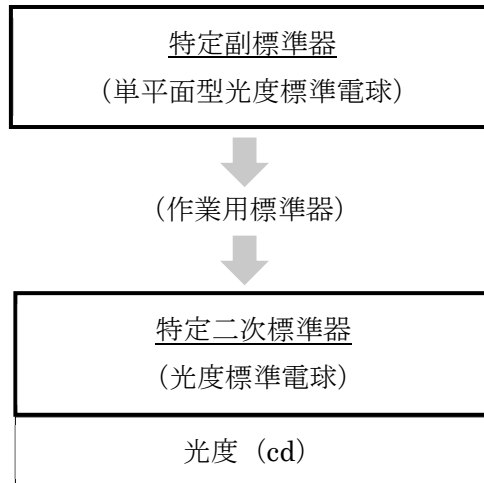 特定副標準器
（単平面型光度標準電球）
（作業用標準器）
特定二次標準器
（光度標準電球）
光度（cd）